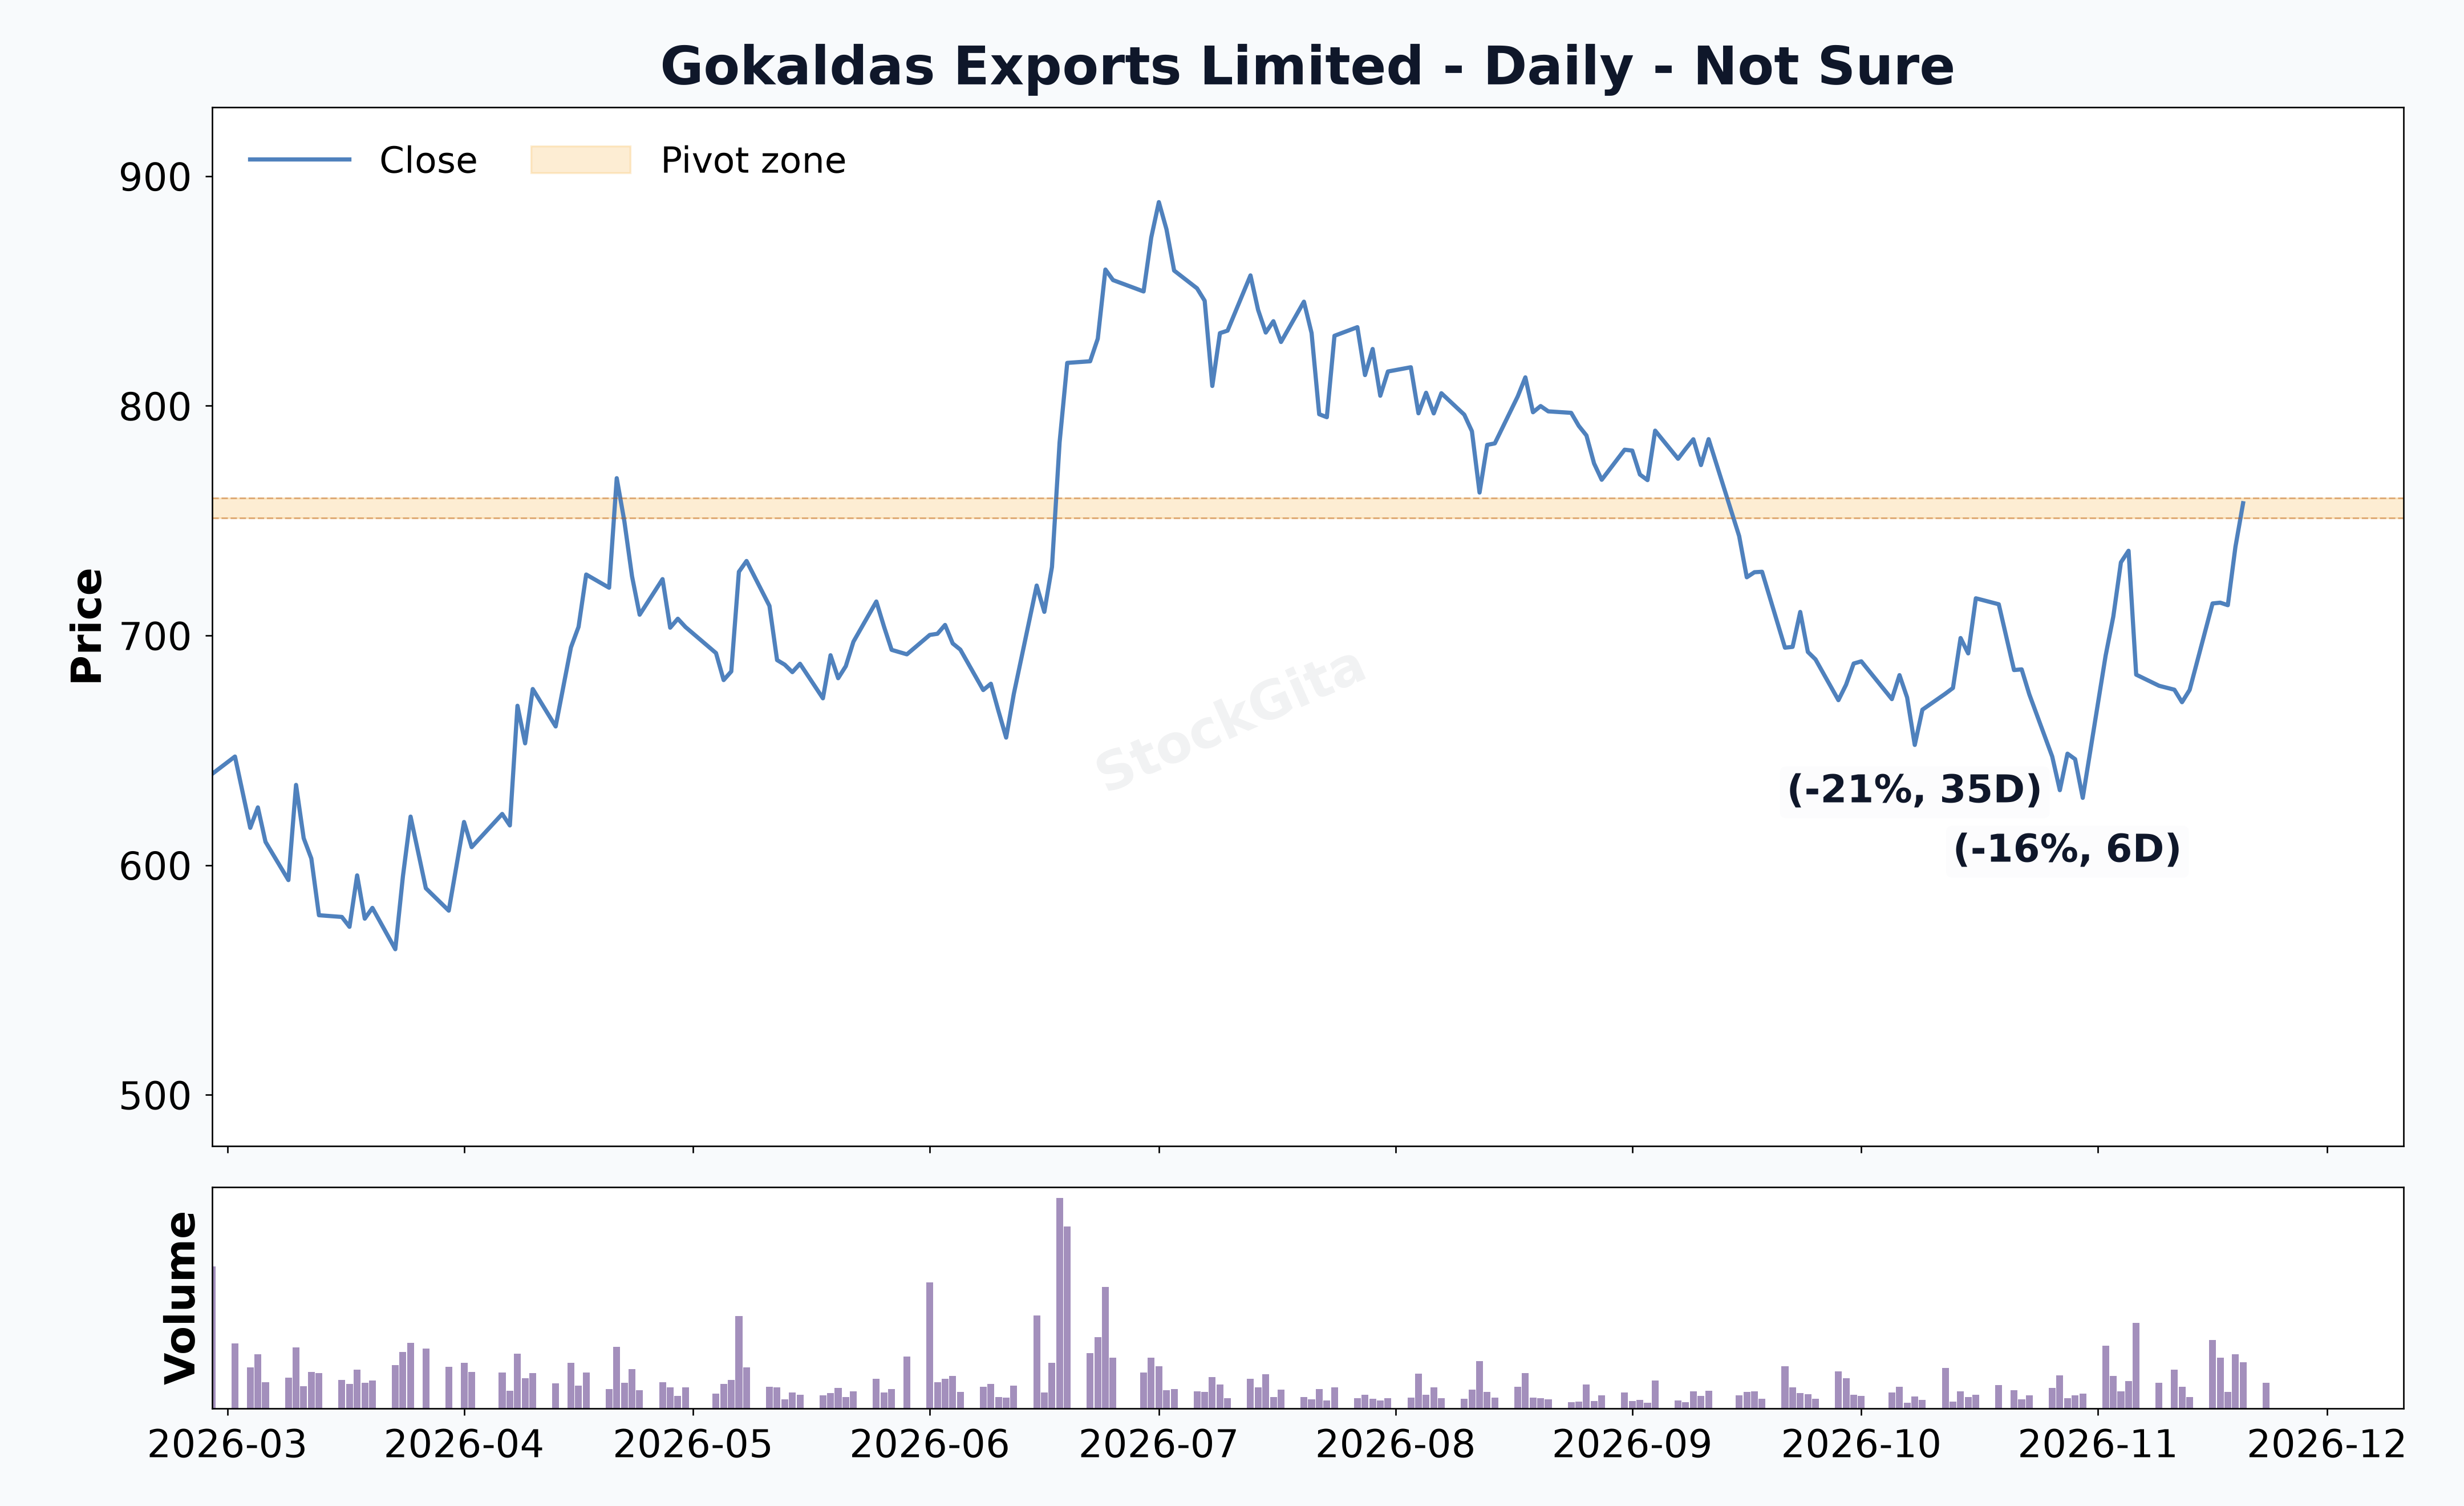 Gokaldas Exports Limited - Daily - Not Sure
Close
Pivot zone
900
800
700
600
500
Price
StockGita
(-21%, 35D)
(-16%, 6D)
Volume
2026-03
2026-04
2026-05
2026-06
2026-07
2026-08
2026-09
2026-10
2026-11
2026-12